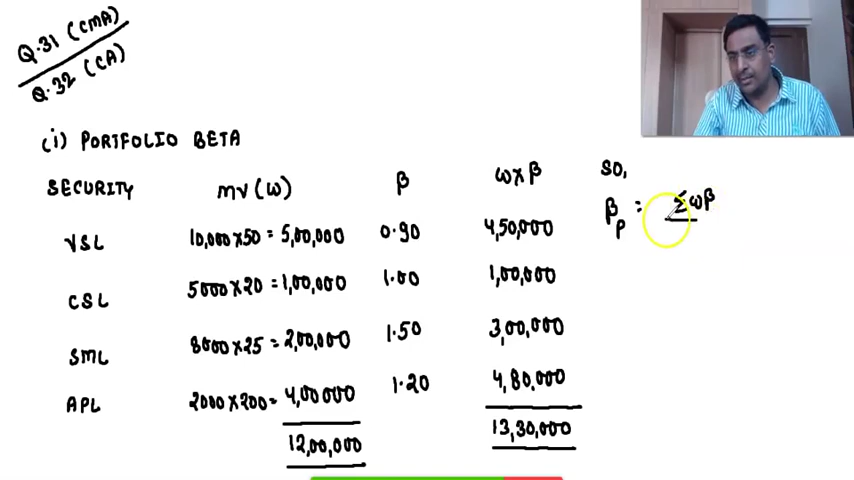 Q.31 (CMA)
Q.32 (CA)
(i) PORTFOLIO BETA
SECURITY MV (W) β W×β SO,
VSL 10,000×50 = 5,00,000 0.90 4,50,000
βp = ΣWβ
CSL 5000×20 = 1,00,000 1.00 1,00,000
SML 8000×25 = 2,00,000 1.50 3,00,000
APL 2000×200 = 4,00,000 1.20 4,80,000
12,00,000 13,30,000